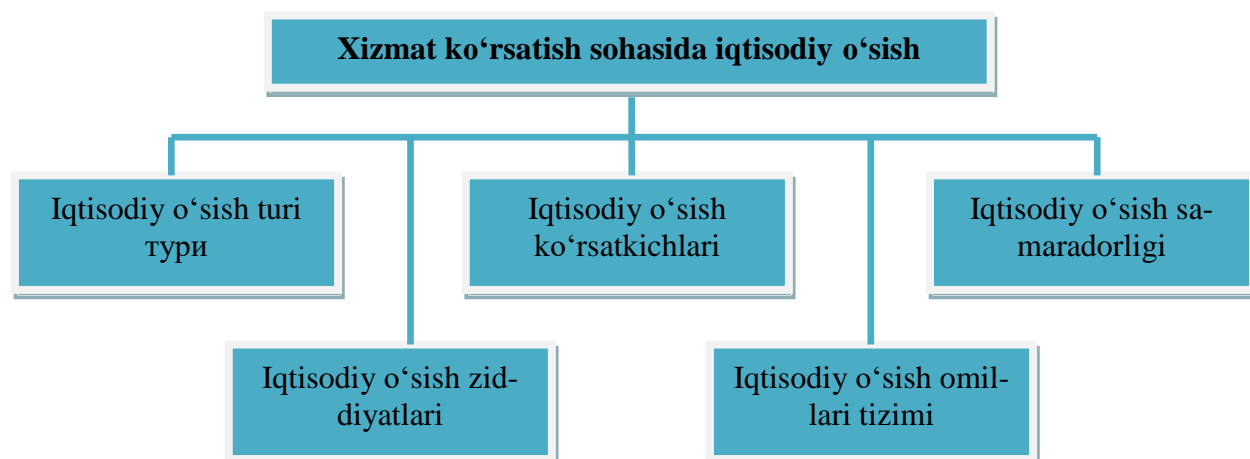 Xizmat ko‘rsatish sohasida iqtisodiy o‘sish
Iqtisodiy o‘sish turi
тури
Iqtisodiy o‘sish
ko‘rsatkichlari
Iqtisodiy o‘sish sa-
maradorligi
Iqtisodiy o‘sish zid-
diyatlari
Iqtisodiy o‘sish omil-
lari tizimi